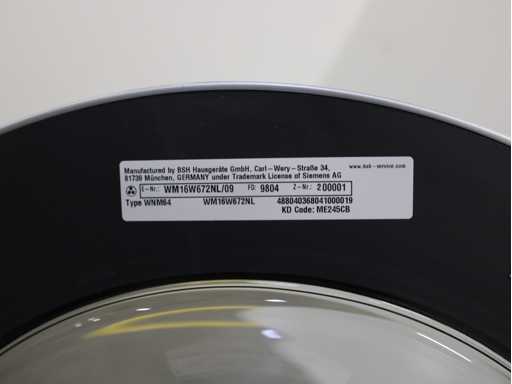 Manufactured by BSH Hausgeräte GmbH, Carl-Wery-Straße 34,
81739 München, GERMANY under Trademark License of Siemens AG
www.bsh-service.com
E-Nr.: WM16W672NL/09 FD: 9804 Z-Nr.: 200001
Type WNM64 WM16W672NL 488040368041000019
KD Code: ME245CB